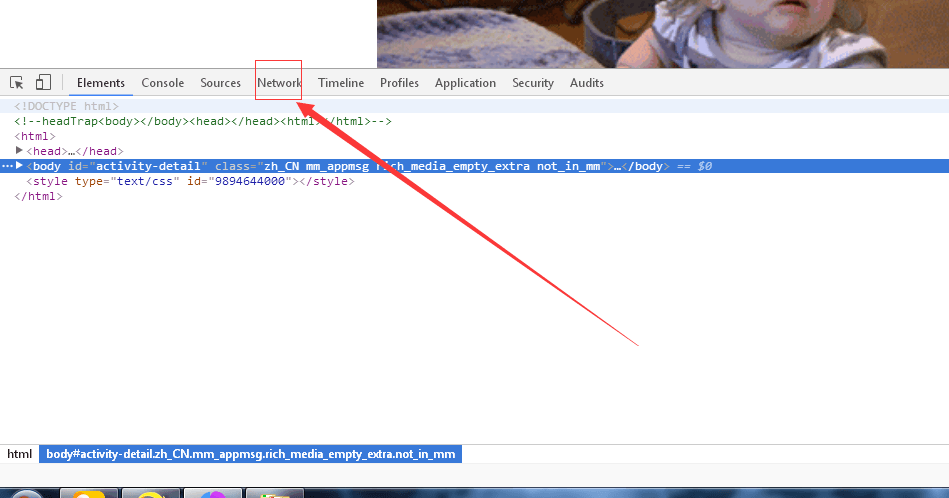 Elements Console Sources Network Timeline Profiles Application Security Audits
<!DOCTYPE html>
<!--headTrap<body></body><head></head><html></html>-->
<html>
<head>…</head>
<body id="activity-detail" class="zh_CN mm_appmsg rich_media_empty_extra not_in_mm">…</body> == $0
<style type="text/css" id="9894644000"></style>
</html>
html body#activity-detail.zh_CN.mm_appmsg.rich_media_empty_extra.not_in_mm